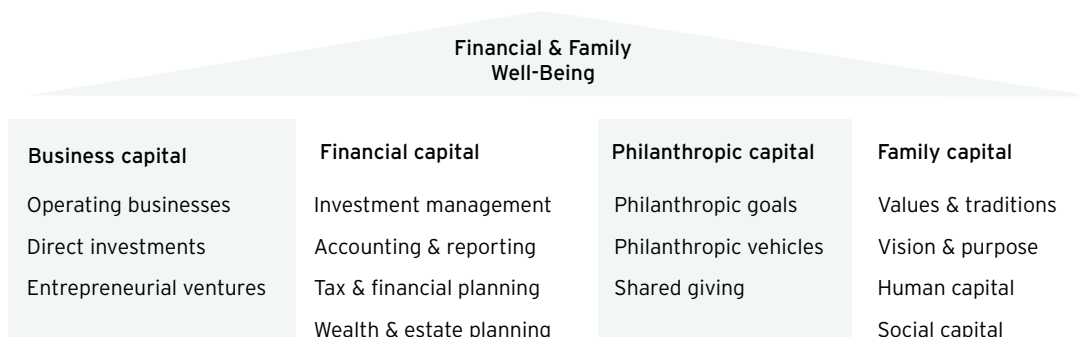 Financial & Family
Well-Being
Business capital
Operating businesses
Direct investments
Entrepreneurial ventures
Financial capital
Investment management
Accounting & reporting
Tax & financial planning
Wealth & estate planning
Philanthropic capital
Philanthropic goals
Philanthropic vehicles
Shared giving
Family capital
Values & traditions
Vision & purpose
Human capital
Social capital